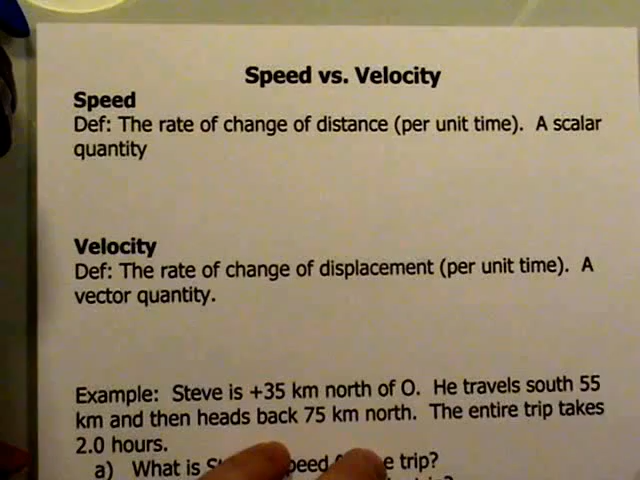 Speed vs. Velocity
Speed
Def: The rate of change of distance (per unit time). A scalar
quantity
Velocity
Def: The rate of change of displacement (per unit time). A
vector quantity.
Example: Steve is +35 km north of O. He travels south 55
km and then heads back 75 km north. The entire trip takes
2.0 hours.
a) What is trip?